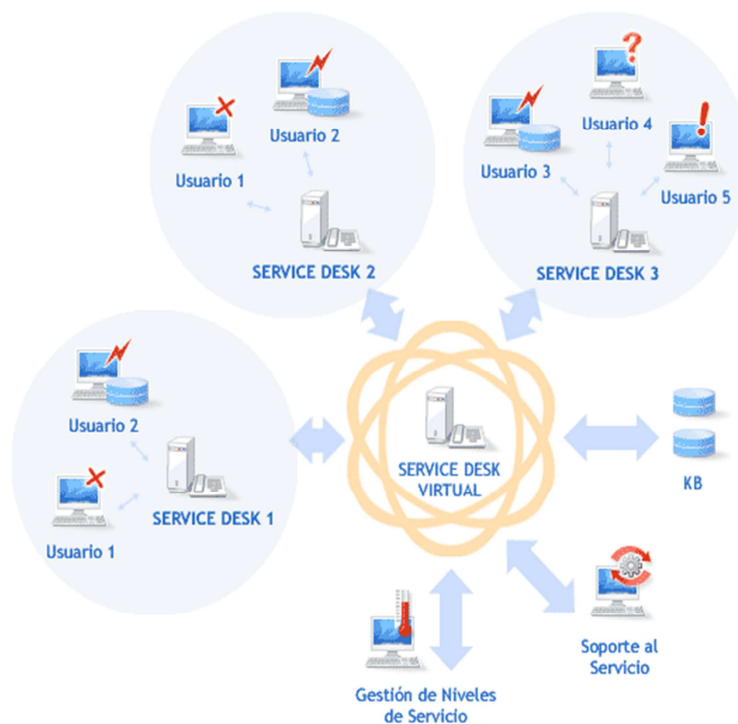 Usuario 2
Usuario 1
SERVICE DESK 2
Usuario 4
Usuario 3
Usuario 5
SERVICE DESK 3
Usuario 2
Usuario 1
SERVICE DESK 1
SERVICE DESK
VIRTUAL
KB
Soporte al
Servicio
Gestión de Niveles
de Servicio